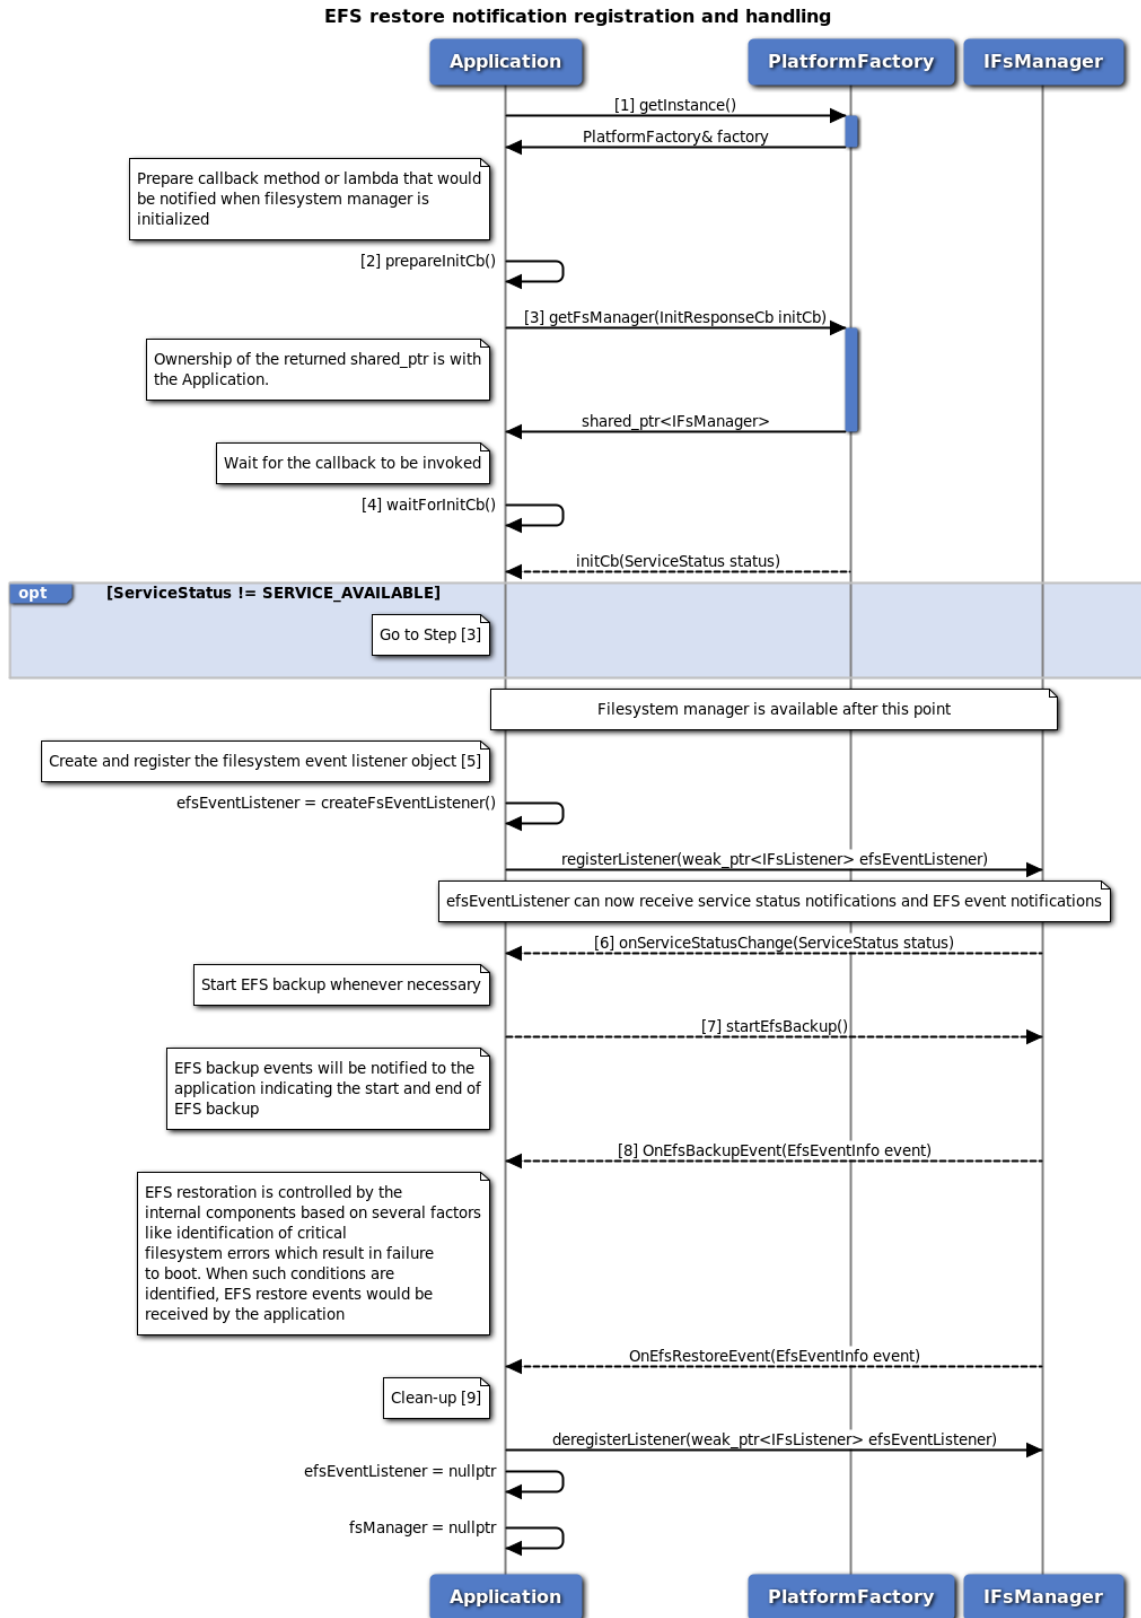 EFS restore notification registration and handling
Application
PlatformFactory
IFsManager
[1] getInstance()
PlatformFactory& factory
Prepare callback method or lambda that would
be notified when filesystem manager is
initialized
[2] prepareInitCb()
[3] getFsManager(InitResponseCb initCb)
Ownership of the returned shared_ptr is with
the Application.
shared_ptr<IFsManager>
Wait for the callback to be invoked
[4] waitForInitCb()
initCb(ServiceStatus status)
opt
[ServiceStatus != SERVICE_AVAILABLE]
Go to Step [3]
Filesystem manager is available after this point
Create and register the filesystem event listener object [5]
efsEventListener = createFsEventListener()
registerListener(weak_ptr<IFsListener> efsEventListener)
efsEventListener can now receive service status notifications and EFS event notifications
[6] onServiceStatusChange(ServiceStatus status)
Start EFS backup whenever necessary
[7] startEfsBackup()
EFS backup events will be notified to the
application indicating the start and end of
EFS backup
[8] OnEfsBackupEvent(EfsEventInfo event)
EFS restoration is controlled by the
internal components based on several factors
like identification of critical
filesystem errors which result in failure
to boot. When such conditions are
identified, EFS restore events would be
received by the application
OnEfsRestoreEvent(EfsEventInfo event)
Clean-up [9]
deregisterListener(weak_ptr<IFsListener> efsEventListener)
efsEventListener = nullptr
fsManager = nullptr
Application
PlatformFactory
IFsManager